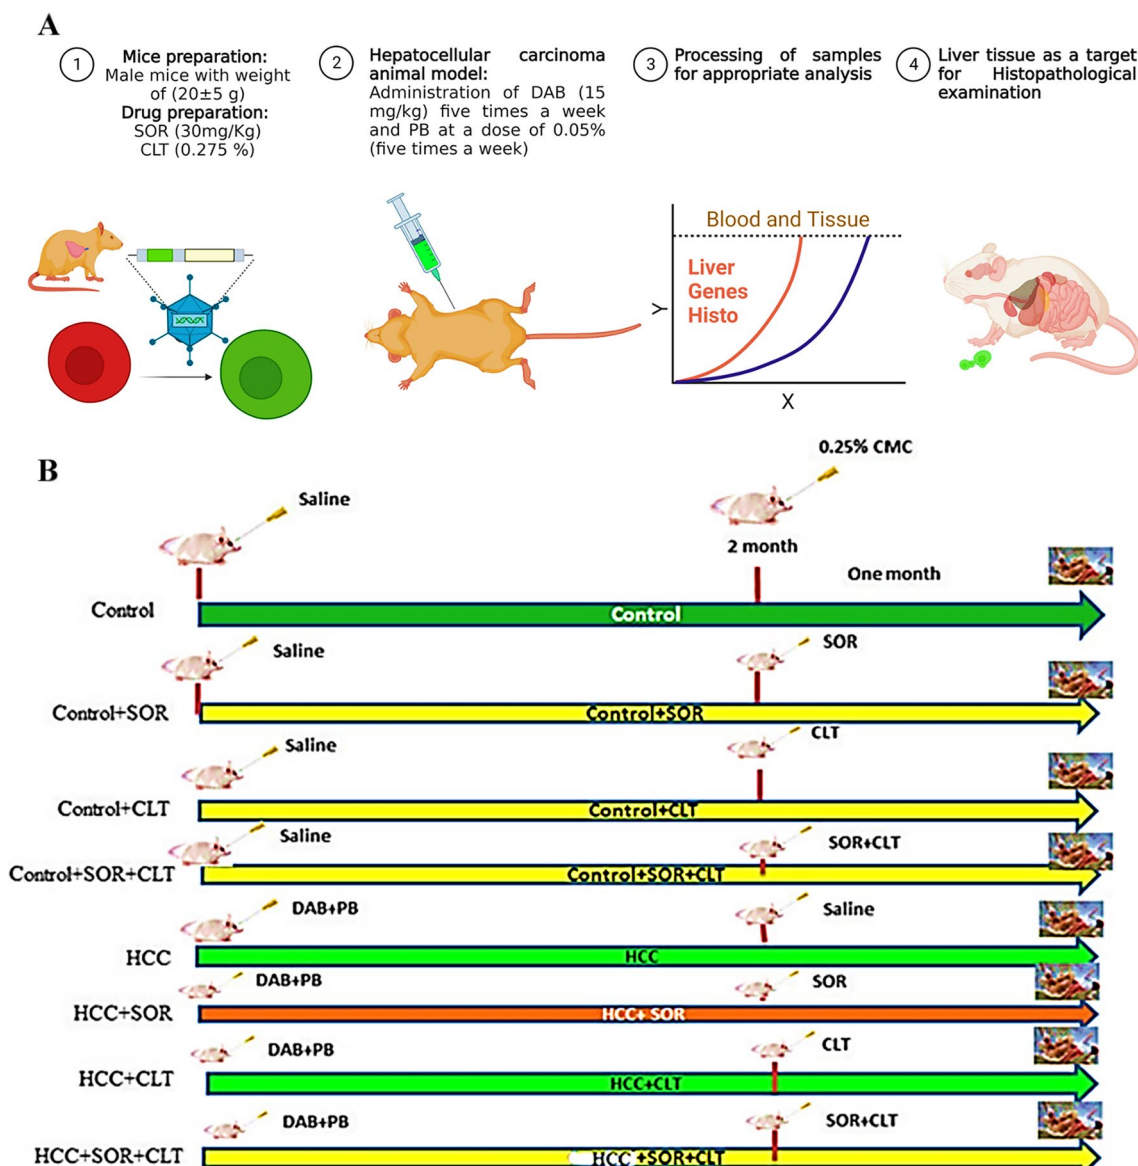 A
1
Mice preparation:
Male mice with weight
of (20±5 g)
Drug preparation:
SOR (30mg/Kg)
CLT (0.275 %)
2
Hepatocellular carcinoma
animal model:
Administration of DAB (15
mg/kg) five times a week
and PB at a dose of 0.05%
(five times a week)
3
Processing of samples
for appropriate analysis
4
Liver tissue as a target
for Histopathological
examination
Blood and Tissue
Liver
Genes
Histo
Y
X
B
0.25% CMC
Saline
2 month
One month
Control
Control
Saline
SOR
Control+SOR
Control+SOR
Saline
CLT
Control+CLT
Control+CLT
Saline
SOR+CLT
Control+SOR+CLT
Control+SOR+CLT
DAB+PB
Saline
HCC
HCC
DAB+PB
SOR
HCC+SOR
HCC+ SOR
DAB+PB
CLT
HCC+CLT
HCC+CLT
DAB+PB
SOR+CLT
HCC+SOR+CLT
HCC +SOR+CLT